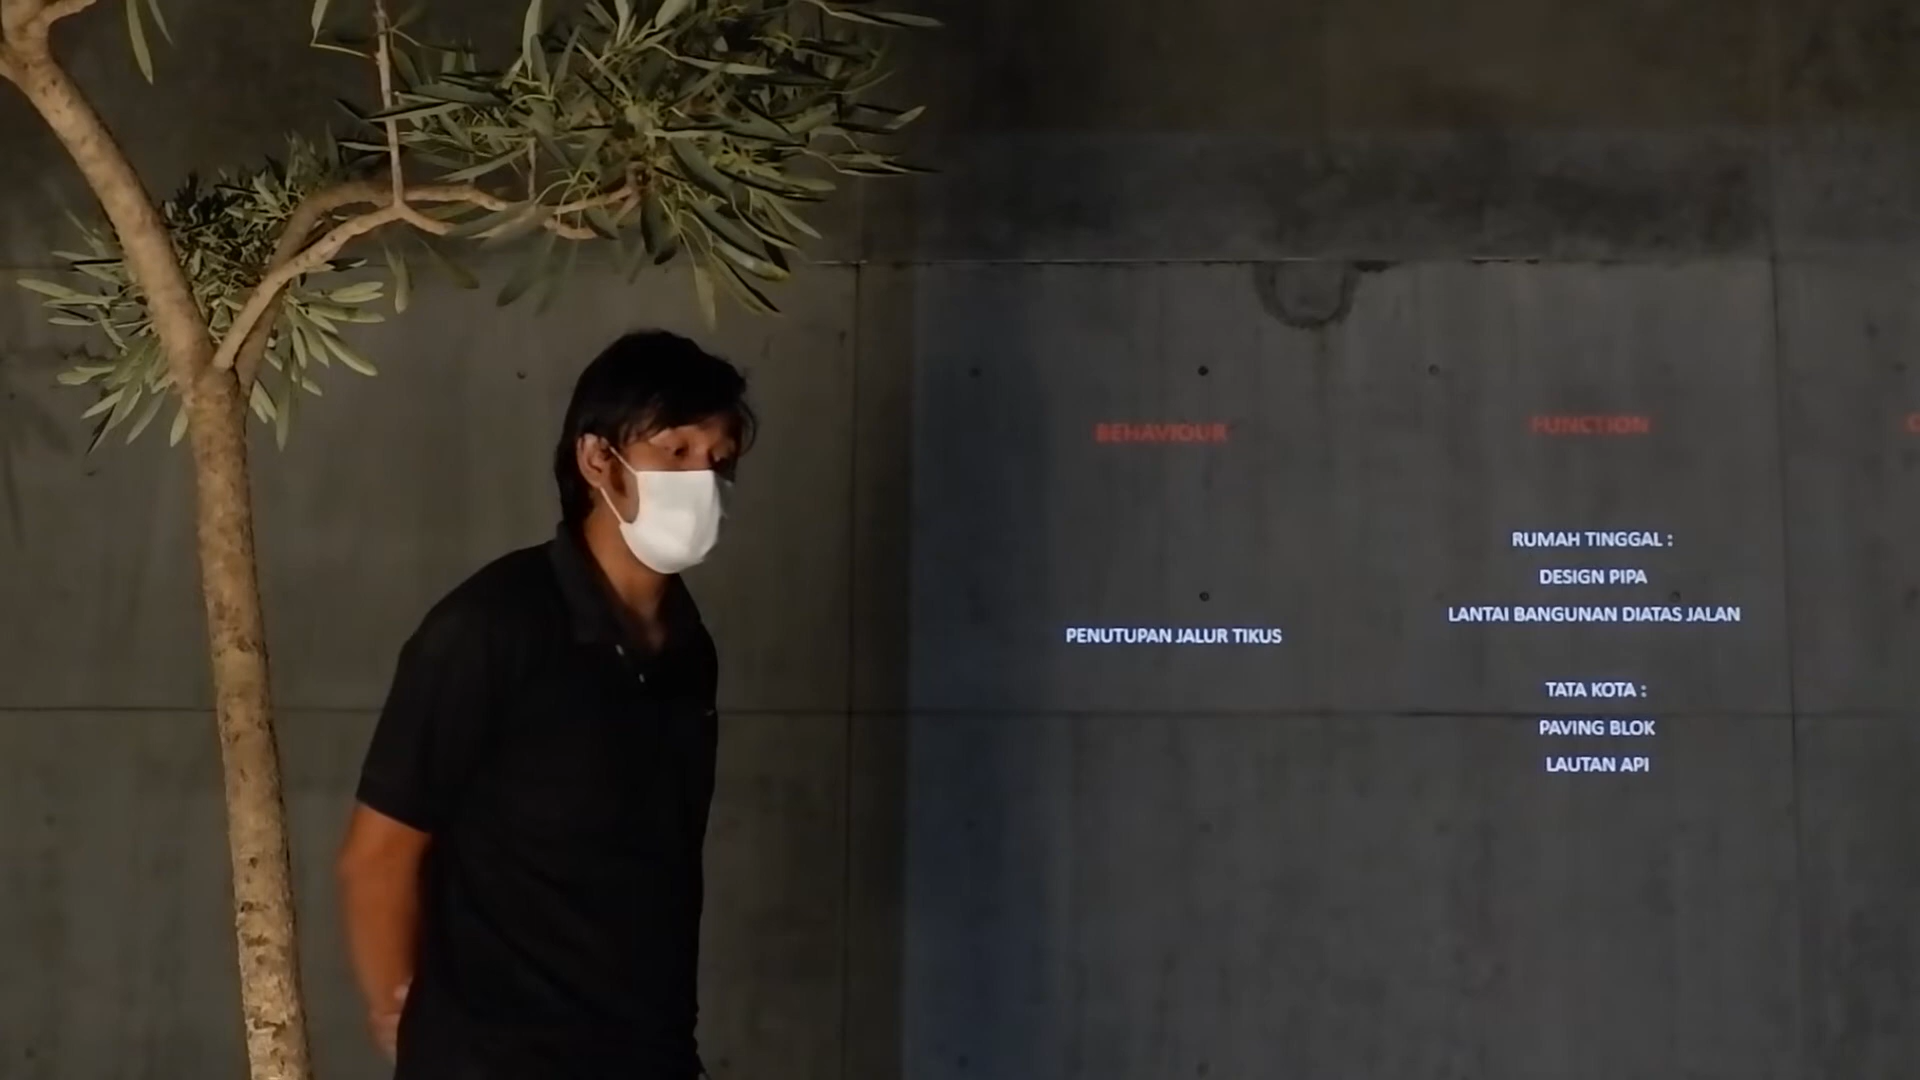 BEHAVIOUR
PENUTUPAN JALUR TIKUS
FUNCTION
RUMAH TINGGAL :
DESIGN PIPA
LANTAI BANGUNAN DIATAS JALAN
TATA KOTA :
PAVING BLOK
LAUTAN API